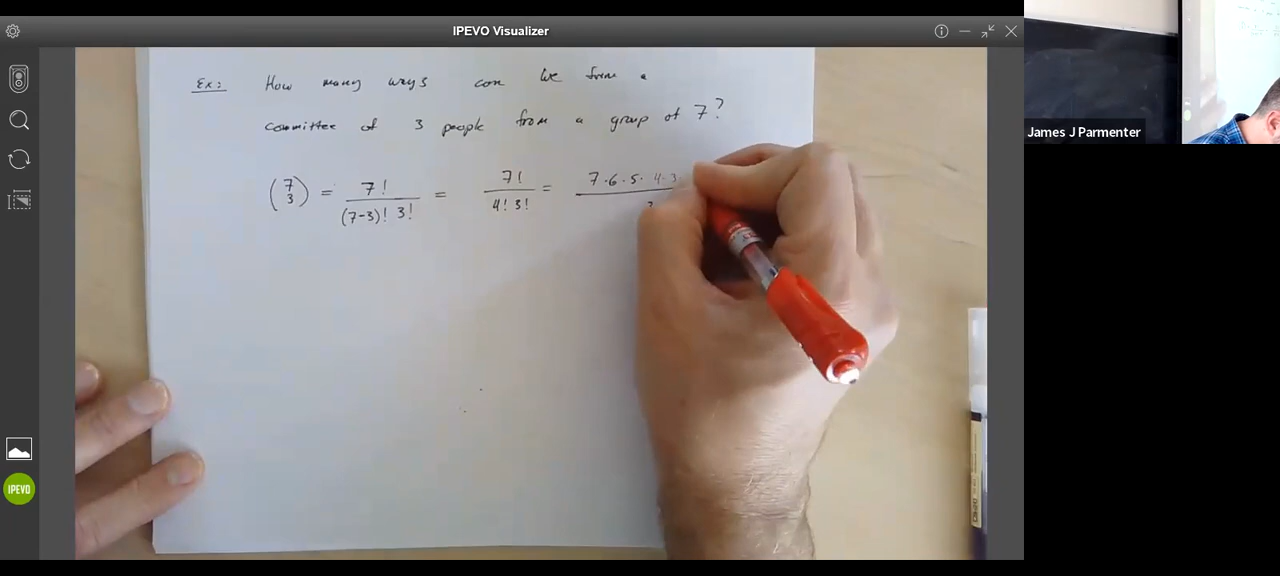 IPEVO Visualizer
James J Parmenter
Ex: How many ways can we form a
committee of 3 people from a group of 7?
(7 3) = 7! / (7-3)! 3! = 7! / 4! 3! = 7·6·5·4·3
IPEVO